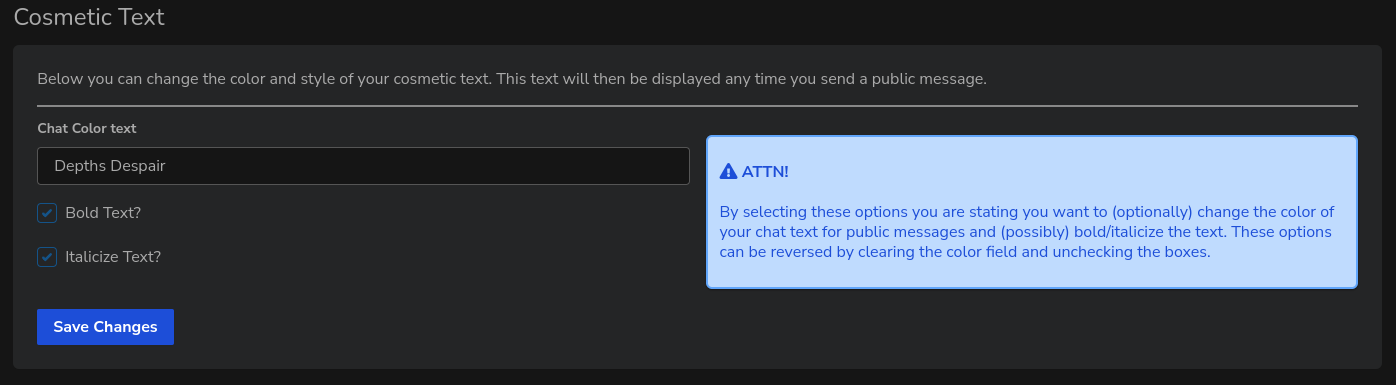 Cosmetic Text
Below you can change the color and style of your cosmetic text. This text will then be displayed any time you send a public message.
Chat Color text
Depths Despair
Bold Text?
Italicize Text?
ATTN!
By selecting these options you are stating you want to (optionally) change the color of
your chat text for public messages and (possibly) bold/italicize the text. These options
can be reversed by clearing the color field and unchecking the boxes.
Save Changes